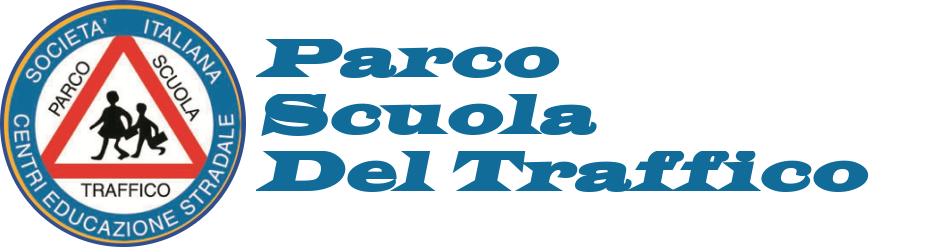 SOCIETA' ITALIANA
CENTRI EDUCAZIONE STRADALE
PARCO
SCUOLA
TRAFFICO
Parco
Scuola
Del Traffico